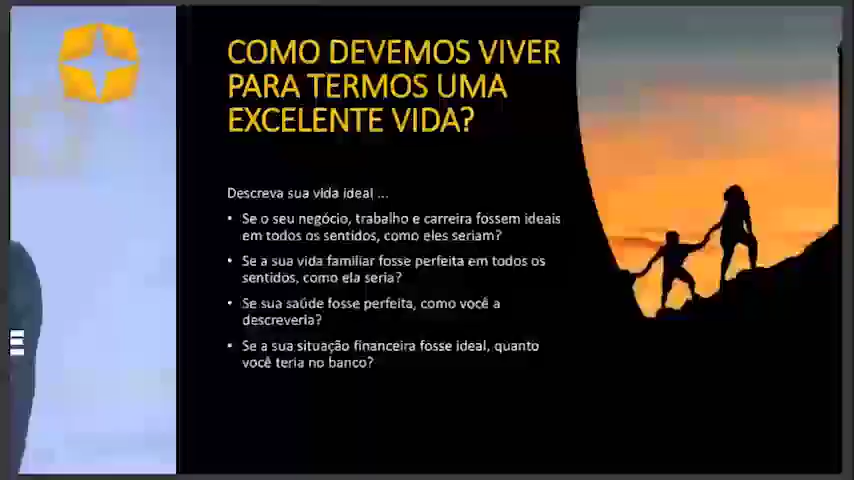 COMO DEVEMOS VIVER
PARA TERMOS UMA
EXCELENTE VIDA?
Descreva sua vida ideal ...
• Se o seu negócio, trabalho e carreira fossem ideais
em todos os sentidos, como eles seriam?
• Se a sua vida familiar fosse perfeita em todos os
sentidos, como ela seria?
• Se sua saúde fosse perfeita, como você a
descreveria?
• Se a sua situação financeira fosse ideal, quanto
você teria no banco?